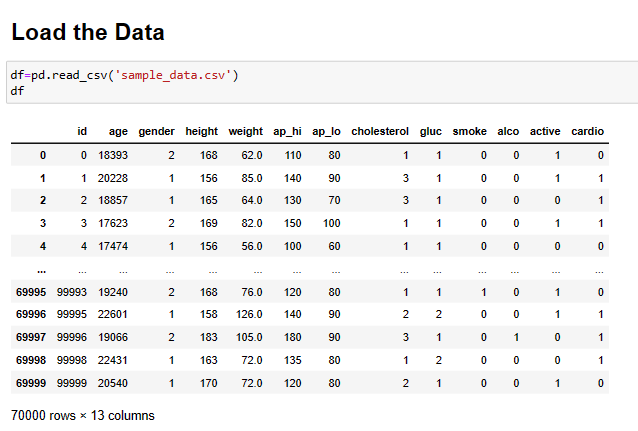 Load the Data
df=pd.read_csv('sample_data.csv')
df
id age gender height weight ap_hi ap_lo cholesterol gluc smoke alco active cardio
0 0 18393 2 168 62.0 110 80 1 1 0 0 1 0
1 1 20228 1 156 85.0 140 90 3 1 0 0 1 1
2 2 18857 1 165 64.0 130 70 3 1 0 0 0 1
3 3 17623 2 169 82.0 150 100 1 1 0 0 1 1
4 4 17474 1 156 56.0 100 60 1 1 0 0 0 0
... ... ... ... ... ... ... ... ... ... ... ... ... ...
69995 99993 19240 2 168 76.0 120 80 1 1 1 0 1 0
69996 99995 22601 1 158 126.0 140 90 2 2 0 0 1 1
69997 99996 19066 2 183 105.0 180 90 3 1 0 1 0 1
69998 99998 22431 1 163 72.0 135 80 1 2 0 0 0 1
69999 99999 20540 1 170 72.0 120 80 2 1 0 0 1 0
70000 rows × 13 columns